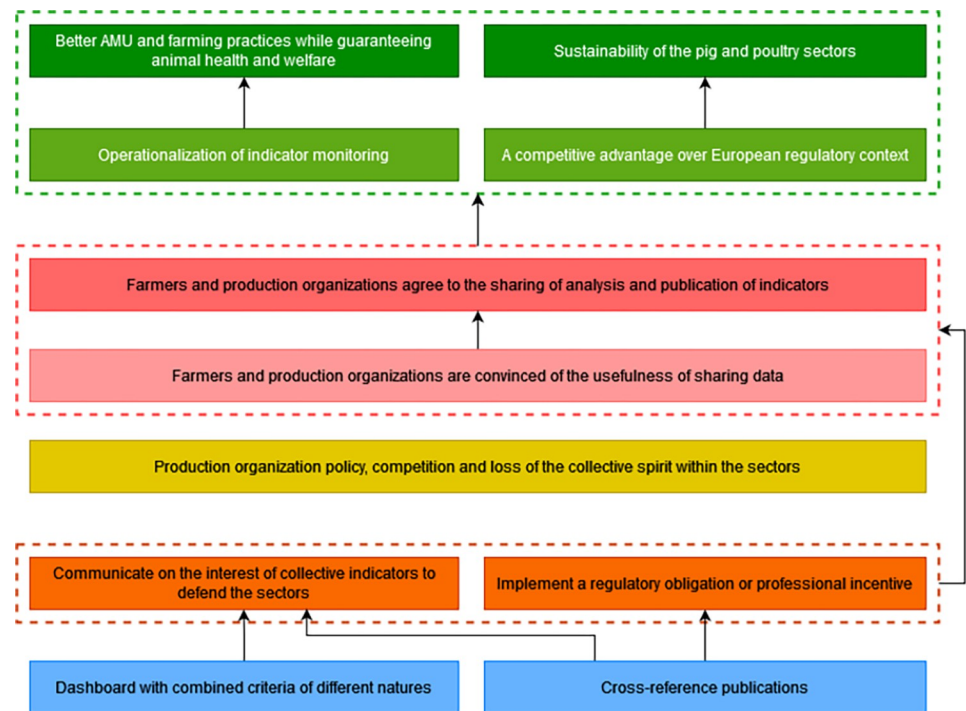 Better AMU and farming practices while guaranteeing
animal health and welfare
Sustainability of the pig and poultry sectors
Operationalization of indicator monitoring
A competitive advantage over European regulatory context
Farmers and production organizations agree to the sharing of analysis and publication of indicators
Farmers and production organizations are convinced of the usefulness of sharing data
Production organization policy, competition and loss of the collective spirit within the sectors
Communicate on the interest of collective indicators to
defend the sectors
Implement a regulatory obligation or professional incentive
Dashboard with combined criteria of different natures
Cross-reference publications